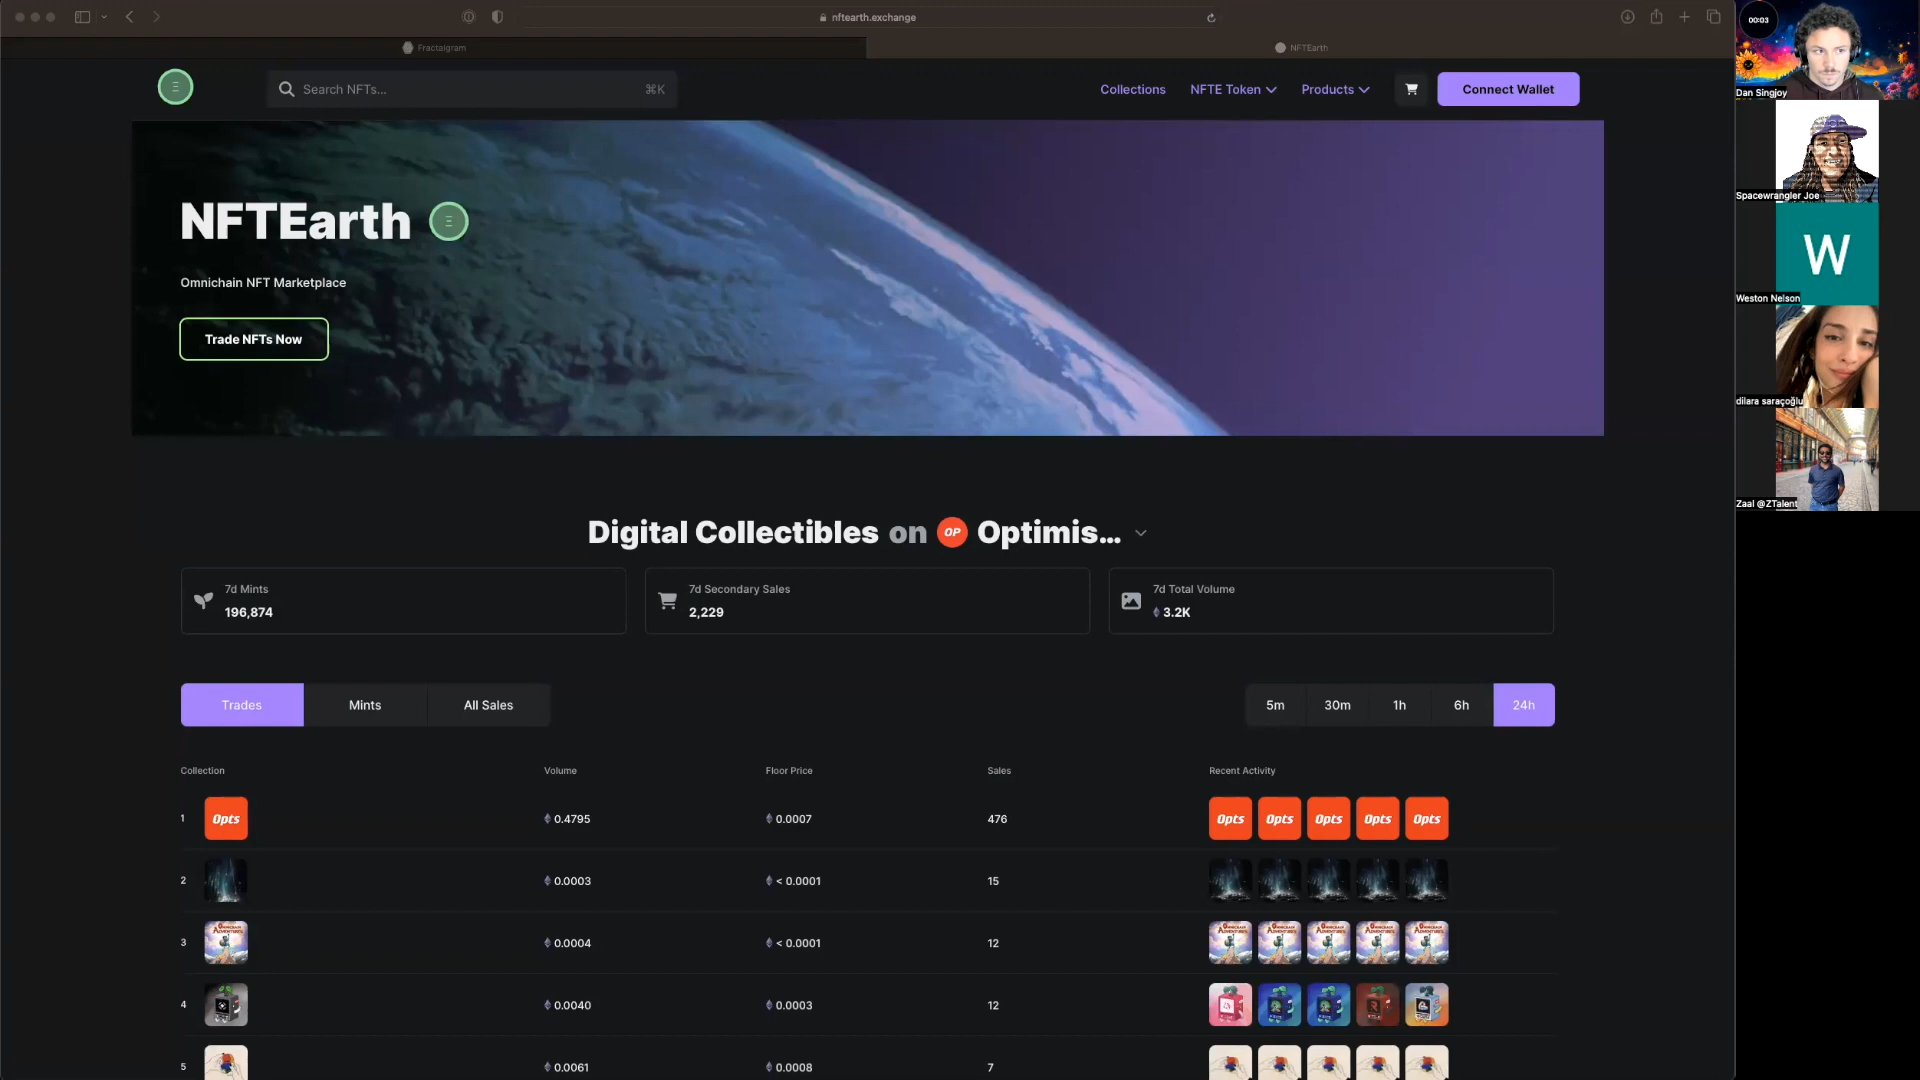 nftearth.exchange
Fractalgram
NFTEarth
00:03
Search NFTs...
⌘K
Collections
NFTE Token
Products
Connect Wallet
Dan Singjoy
NFTEarth
Omnichain NFT Marketplace
Trade NFTs Now
Spacewrangler Joe
W
Weston Nelson
dilara saraçoğlu
Zaal @ZTalent
Digital Collectibles on OP Optimis...
7d Mints
196,874
7d Secondary Sales
2,229
7d Total Volume
3.2K
Trades
Mints
All Sales
5m
30m
1h
6h
24h
Collection
Volume
Floor Price
Sales
Recent Activity
1
Opts
0.4795
0.0007
476
Opts
Opts
Opts
Opts
Opts
2
0.0003
< 0.0001
15
3
0.0004
< 0.0001
12
4
0.0040
0.0003
12
5
0.0061
0.0008
7